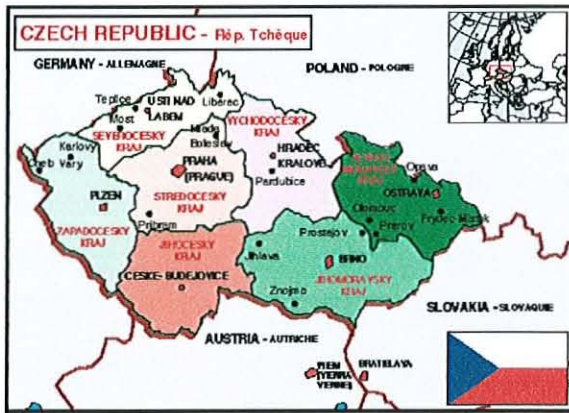 CZECH REPUBLIC - Rép. Tchèque
GERMANY - ALLEMAGNE
POLAND - POLOGNE
Teplice
USTI NAD
LABEM
Most
Liberec
SEVEROCESKY
KRAJ
Mlada
Boleslav
VYCHODOCESKY
KRAJ
Karlovy
Vary
Cheb
PRAHA
(PRAGUE)
HRADEC
KRALOVE
Pardubice
Opava
OSTRAVA
PLZEN
STREDOCESKY
KRAJ
Olomouc
Frydec-Mistek
ZAPADOCESKY
KRAJ
Pribram
Prostejov
Prerov
JIHOCESKY
KRAJ
Jihlava
BRNO
CESKE-BUDEJOVICE
JIHOMORAVSKY
KRAJ
Znojmo
SLOVAKIA - SLOVAQUIE
AUSTRIA - AUTRICHE
BRATISLAVA